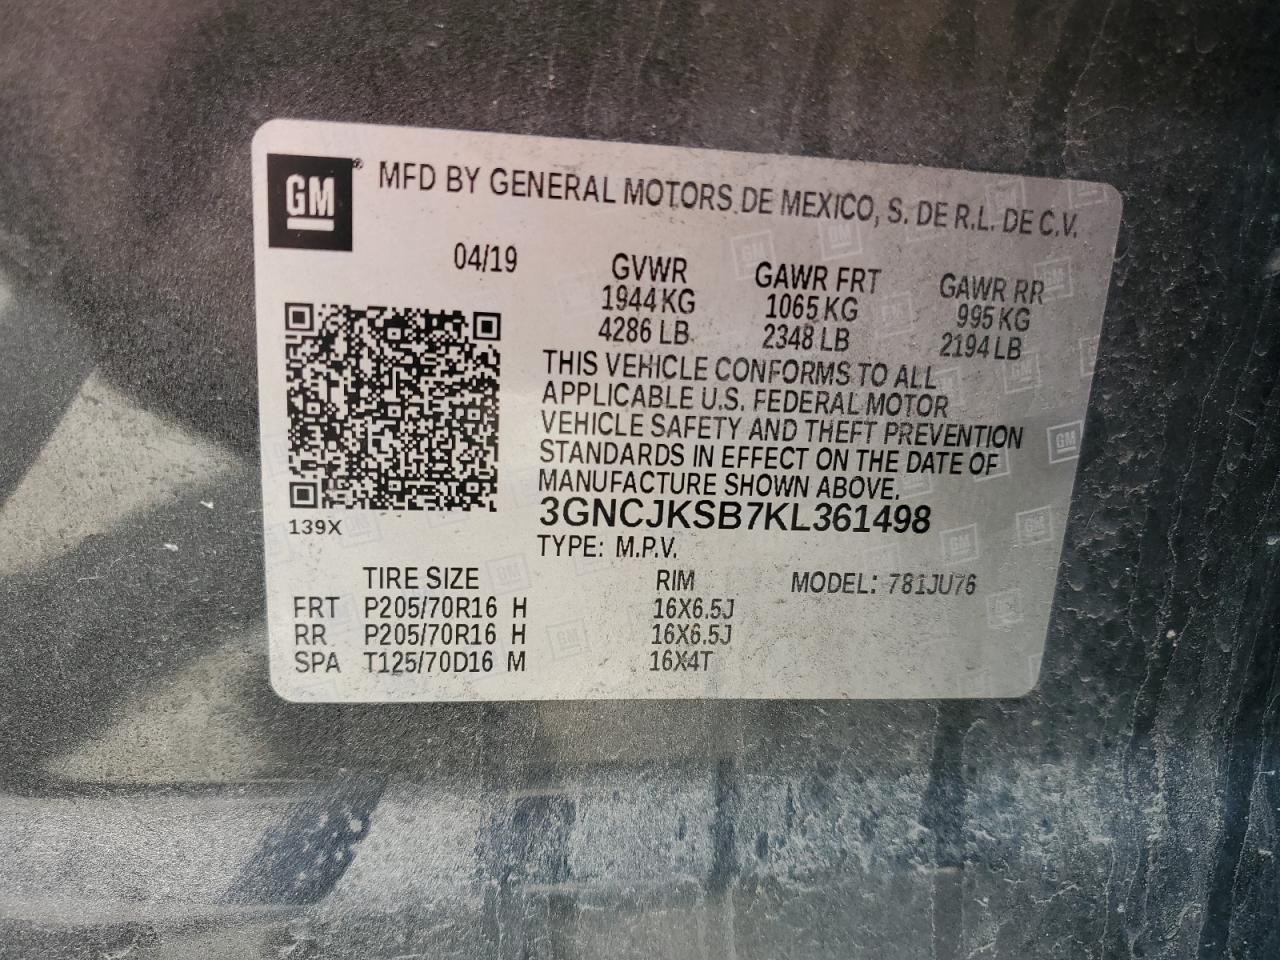 GM ® MFD BY GENERAL MOTORS DE MEXICO, S. DE R.L. DE C.V.
04/19 GVWR GAWR FRT GAWR RR
1944 KG 1065 KG 995 KG
4286 LB 2348 LB 2194 LB
THIS VEHICLE CONFORMS TO ALL
APPLICABLE U.S. FEDERAL MOTOR
VEHICLE SAFETY AND THEFT PREVENTION
STANDARDS IN EFFECT ON THE DATE OF
MANUFACTURE SHOWN ABOVE.
139X 3GNCJKSB7KL361498
TYPE: M.P.V.
TIRE SIZE RIM MODEL: 781JU76
FRT P205/70R16 H 16X6.5J
RR P205/70R16 H 16X6.5J
SPA T125/70D16 M 16X4T